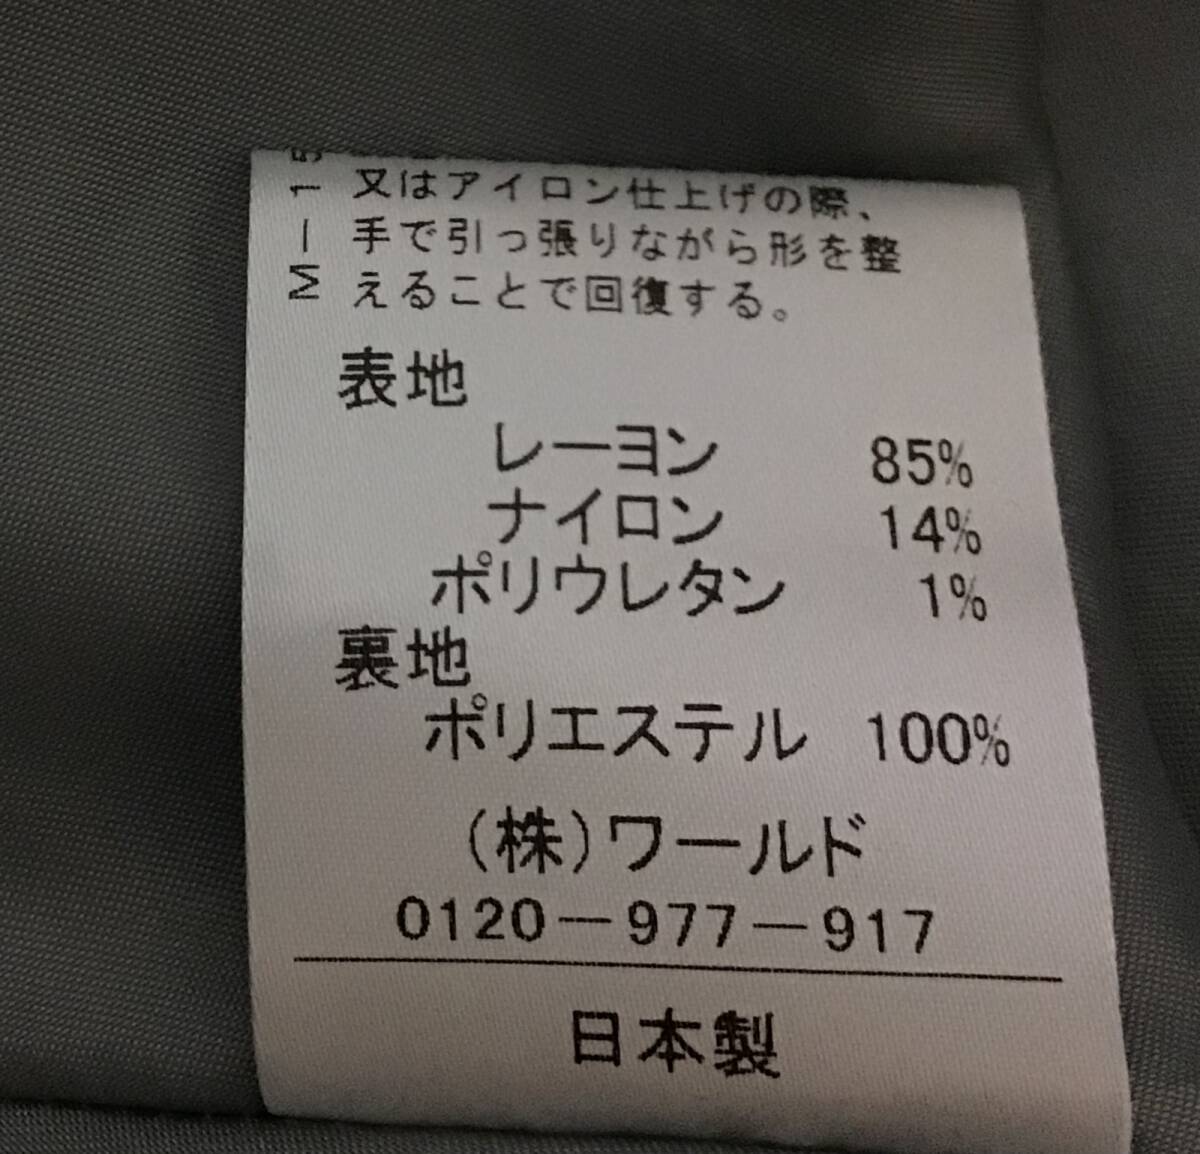 M－15
又はアイロン仕上げの際、
手で引っ張りながら形を整
えることで回復する。
表地
レーヨン 85%
ナイロン 14%
ポリウレタン 1%
裏地
ポリエステル 100%
(株)ワールド
0120－977－917
日本製